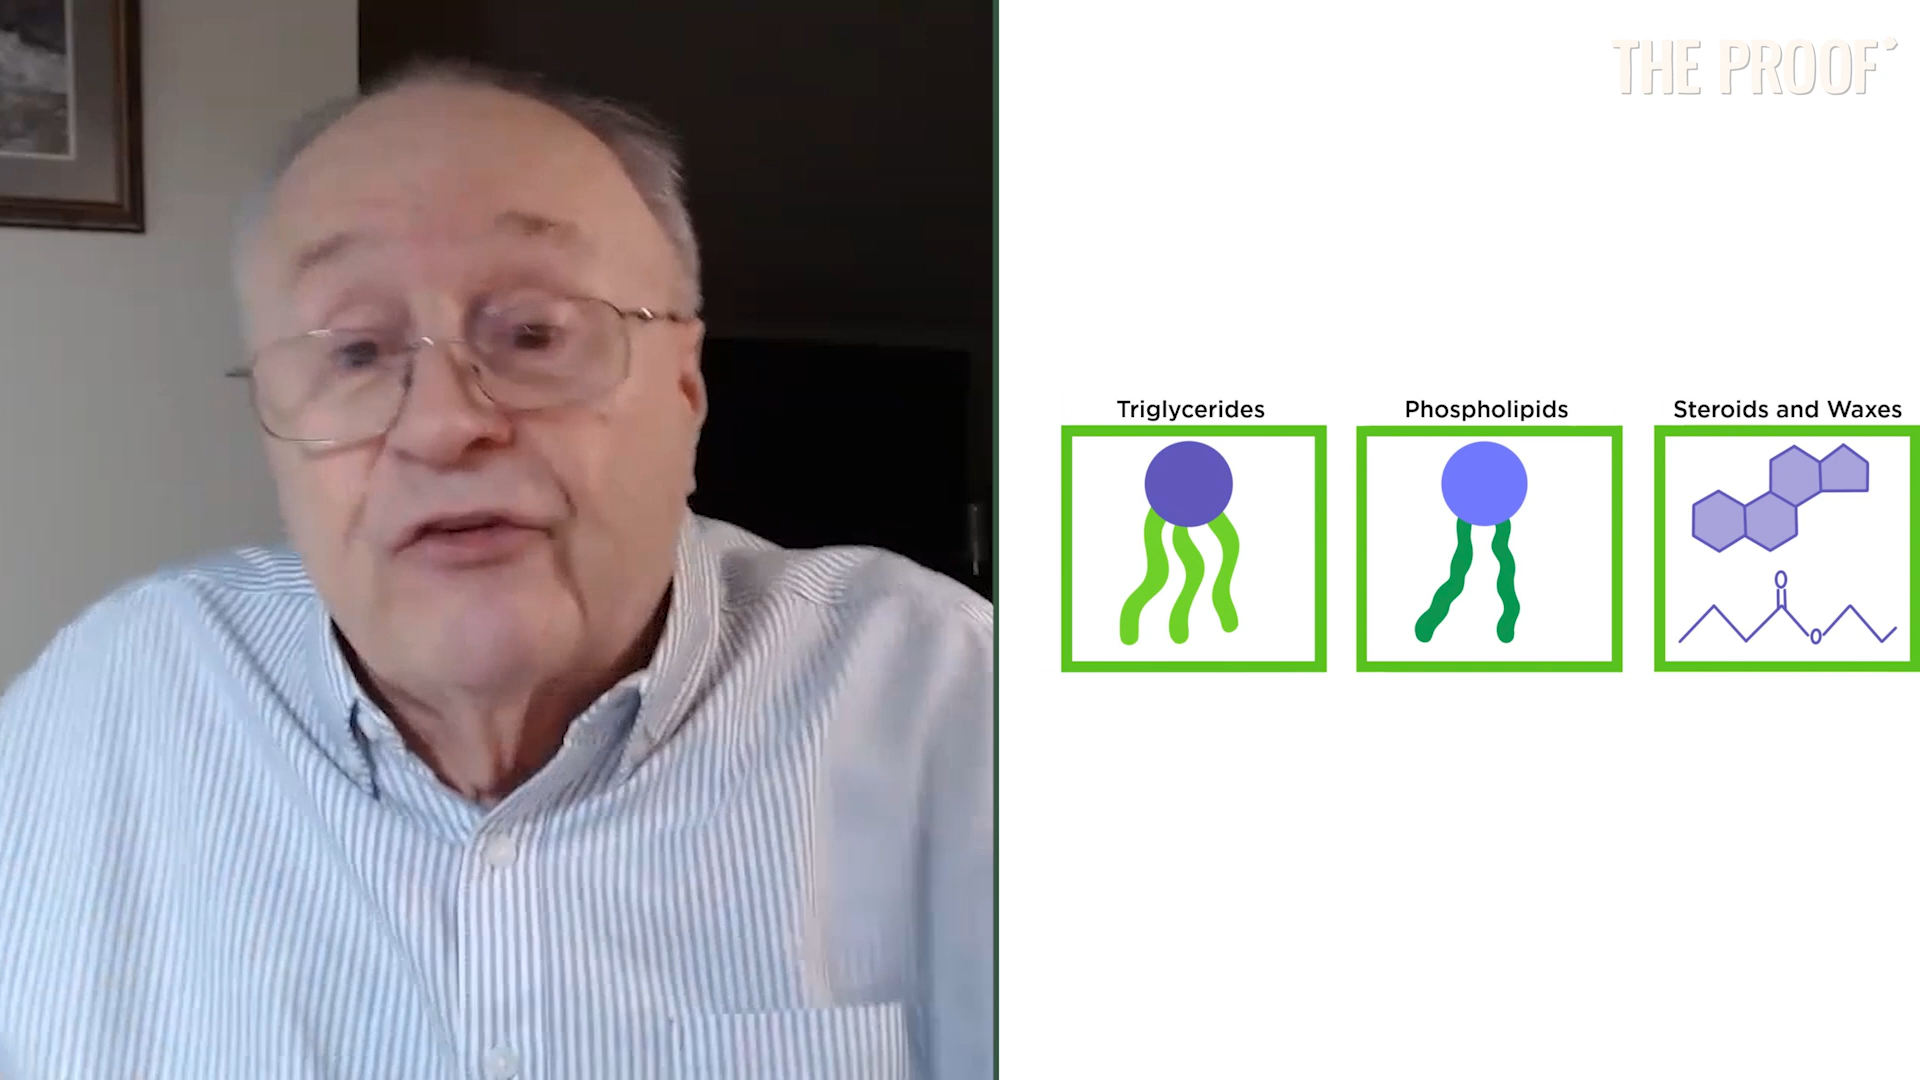 THE PROOF
Triglycerides
Phospholipids
Steroids and Waxes
O
O